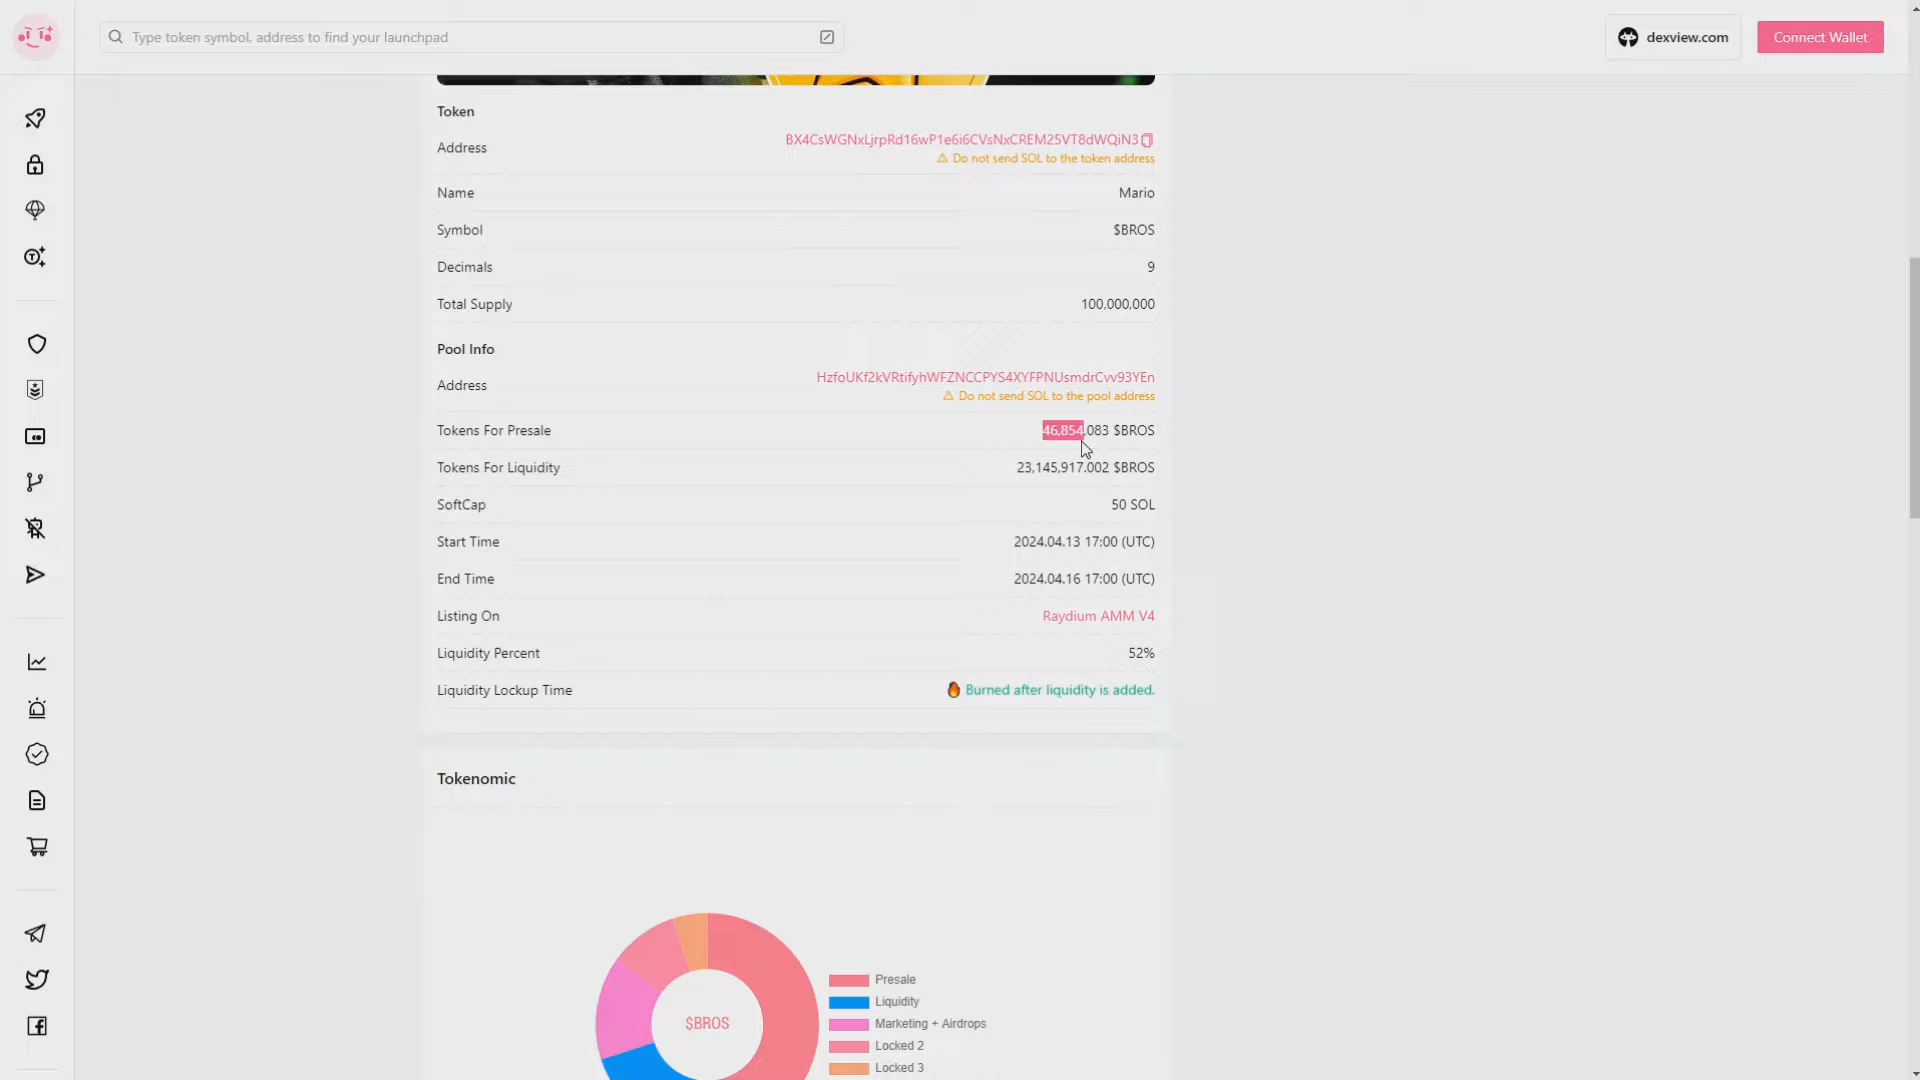 Type token symbol, address to find your launchpad
dexview.com
Connect Wallet
Token
Address
BX4CsWGNxLjrpRd16wP1e6i6CVsNxCREM25VT8dWQiN3
Do not send SOL to the token address
Name
Mario
Symbol
$BROS
Decimals
9
Total Supply
100,000,000
Pool Info
Address
HzfoUKf2kVRtifyhWFZNCCPYS4XYFPNUsmdrCvv93YEn
Do not send SOL to the pool address
Tokens For Presale
46,854,083 $BROS
Tokens For Liquidity
23,145,917.002 $BROS
SoftCap
50 SOL
Start Time
2024.04.13 17:00 (UTC)
End Time
2024.04.16 17:00 (UTC)
Listing On
Raydium AMM V4
Liquidity Percent
52%
Liquidity Lockup Time
Burned after liquidity is added.
Tokenomic
$BROS
Presale
Liquidity
Marketing + Airdrops
Locked 2
Locked 3